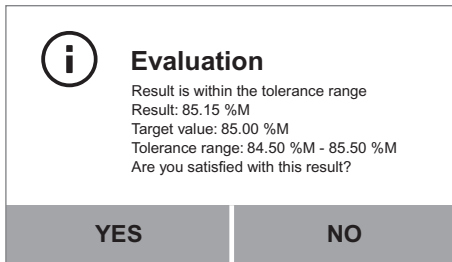 Evaluation
Result is within the tolerance range
Result: 85.15 %M
Target value: 85.00 %M
Tolerance range: 84.50 %M - 85.50 %M
Are you satisfied with this result?
YES NO